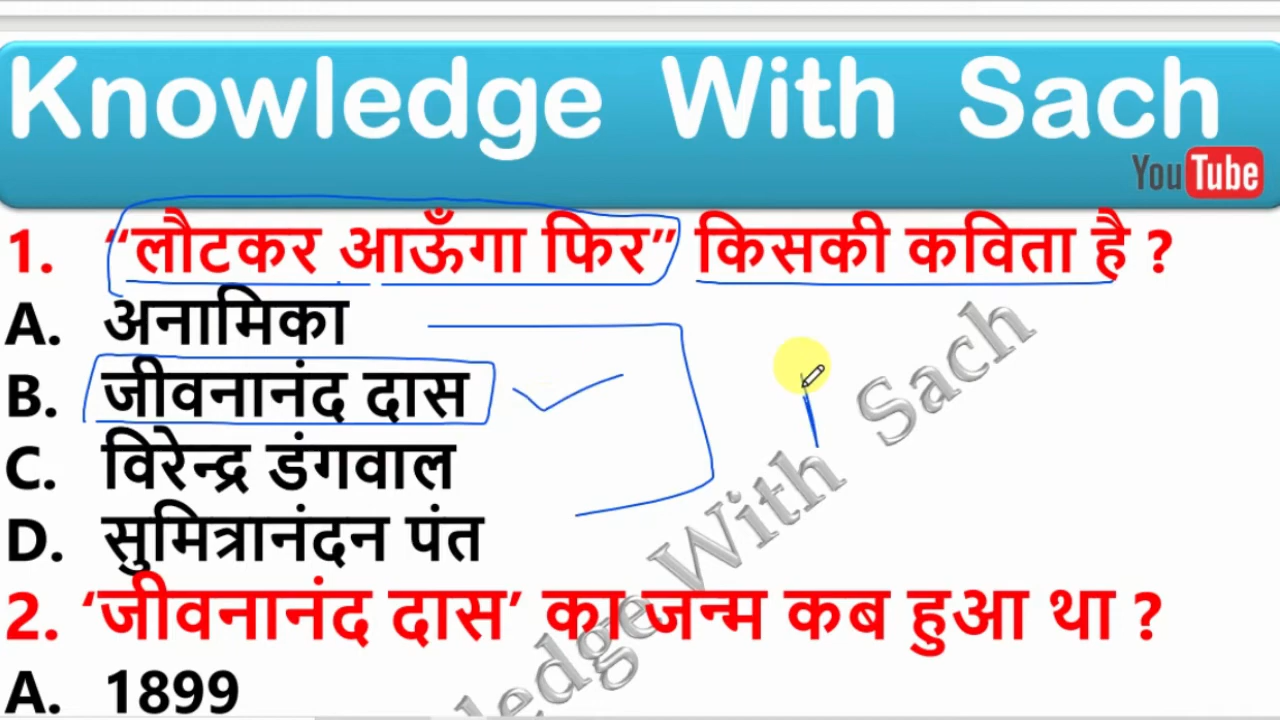 Knowledge With Sach
YouTube
1. “लौटकर आऊँगा फिर” किसकी कविता है ?
A. अनामिका
B. जीवनानंद दास
C. विरेन्द्र डंगवाल
D. सुमित्रानंदन पंत
2. ‘जीवनानंद दास’ का जन्म कब हुआ था ?
A. 1899
ledge With Sach